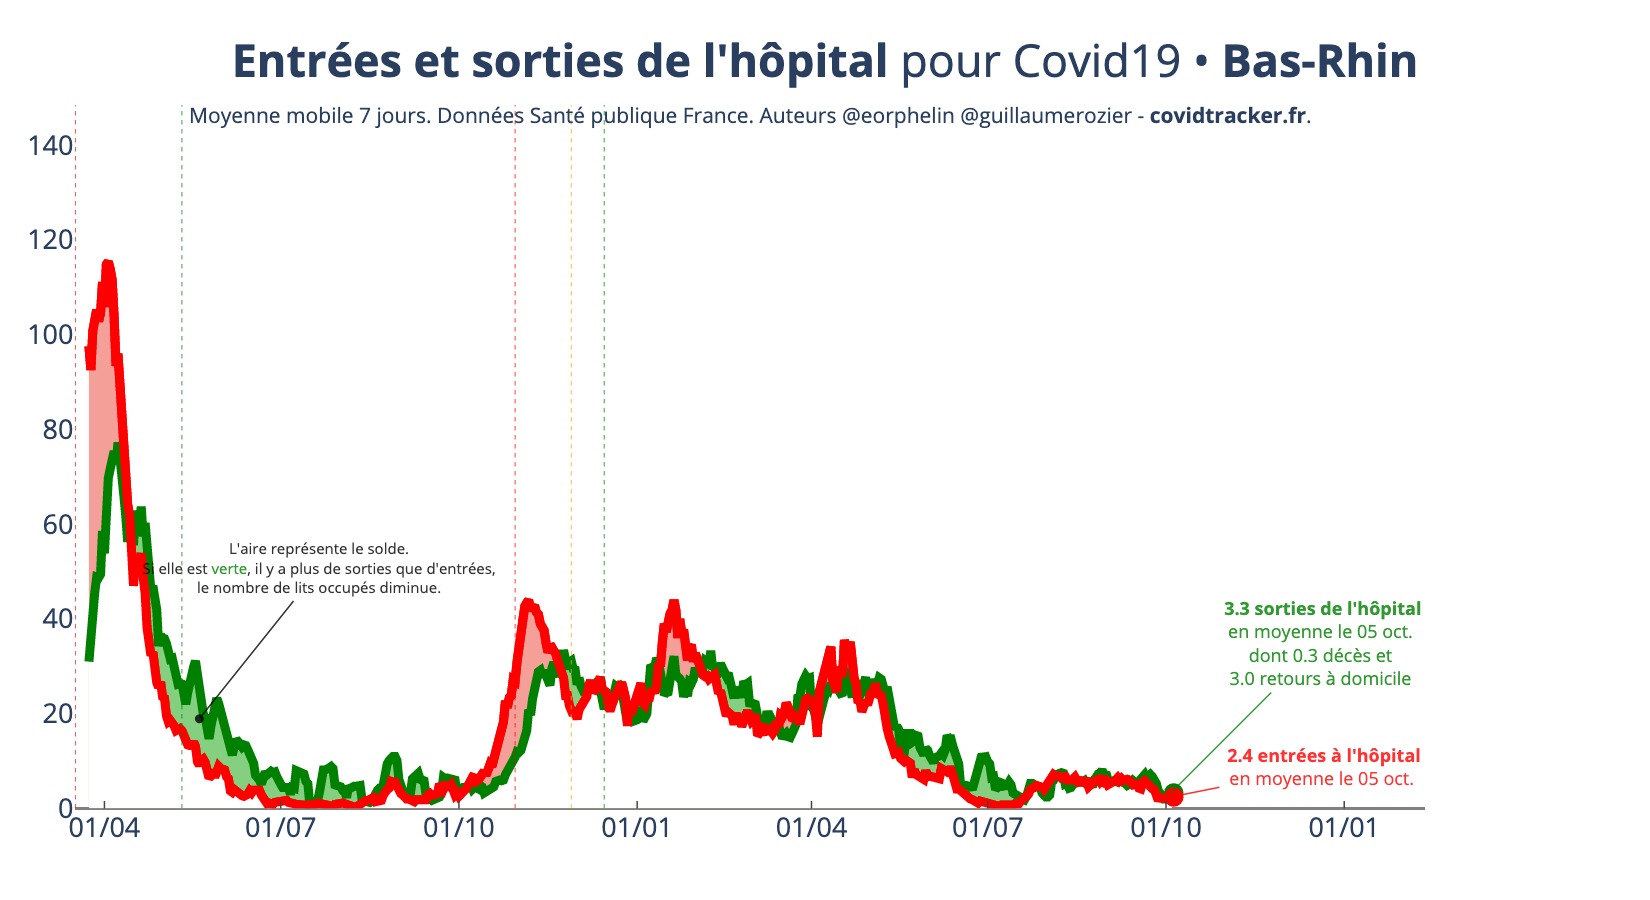 Entrées et sorties de l'hôpital pour Covid19 • Bas-Rhin
Moyenne mobile 7 jours. Données Santé publique France. Auteurs @eorphelin @guillaumerozier - covidtracker.fr.
140
120
100
80
60
40
20
0
L'aire représente le solde.
Si elle est verte, il y a plus de sorties que d'entrées,
le nombre de lits occupés diminue.
3.3 sorties de l'hôpital
en moyenne le 05 oct.
dont 0.3 décès et
3.0 retours à domicile
2.4 entrées à l'hôpital
en moyenne le 05 oct.
01/04 01/07 01/10 01/01 01/04 01/07 01/10 01/01